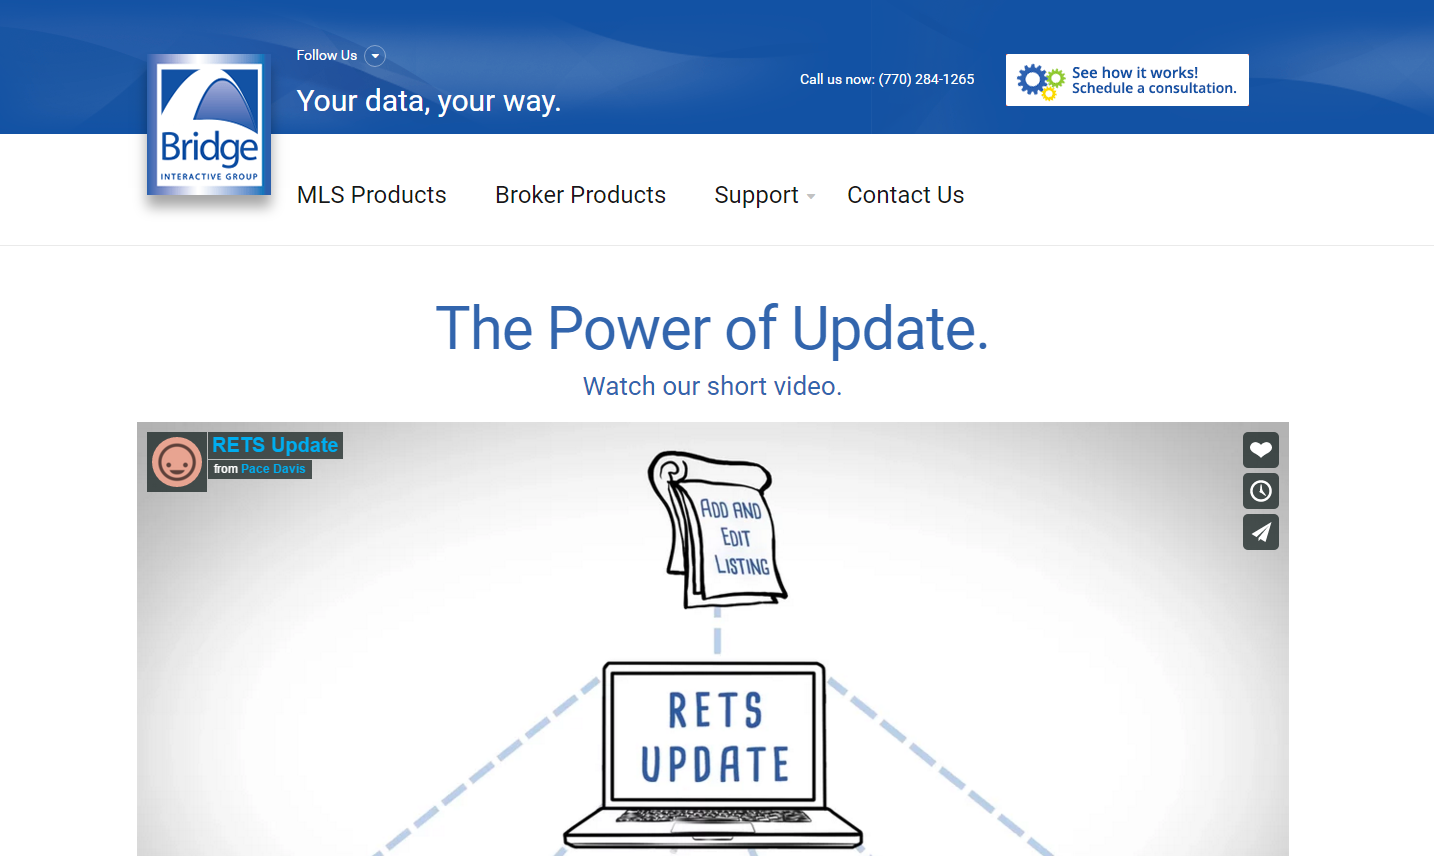 Follow Us
Your data, your way.
Call us now: (770) 284-1265
See how it works!
Schedule a consultation.
Bridge
INTERACTIVE GROUP
MLS Products
Broker Products
Support
Contact Us
The Power of Update.
Watch our short video.
RETS Update
from Pace Davis
ADD AND
EDIT
LISTING
RETS
UPDATE